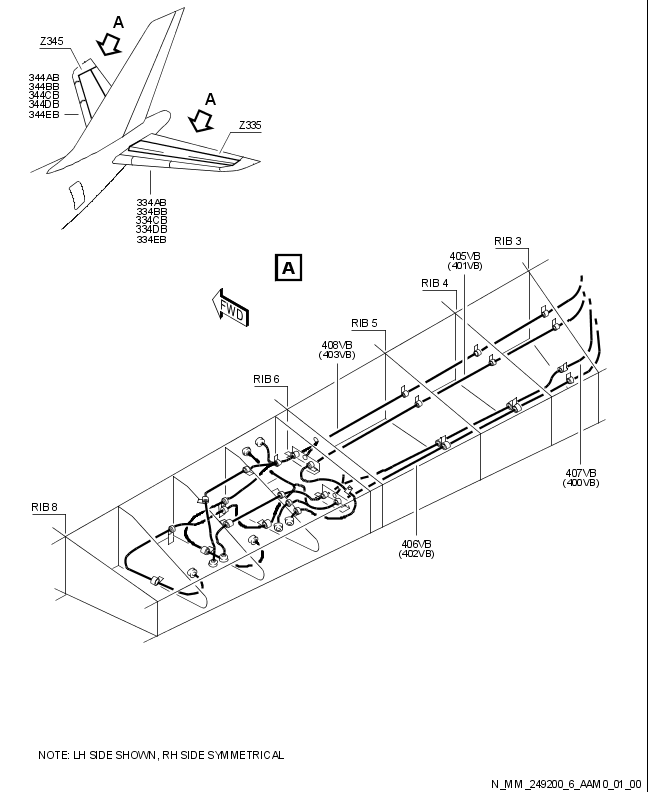 A
Z345
344AB
344BB
344CB
344DB
344EB
A
Z335
334AB
334BB
334CB
334DB
334EB
A
FWD
RIB 3
405VB
(401VB)
RIB 4
RIB 5
408VB
(403VB)
RIB 6
407VB
(400VB)
RIB 8
406VB
(402VB)
NOTE: LH SIDE SHOWN, RH SIDE SYMMETRICAL
N_MM_249200_6_AAM0_01_00